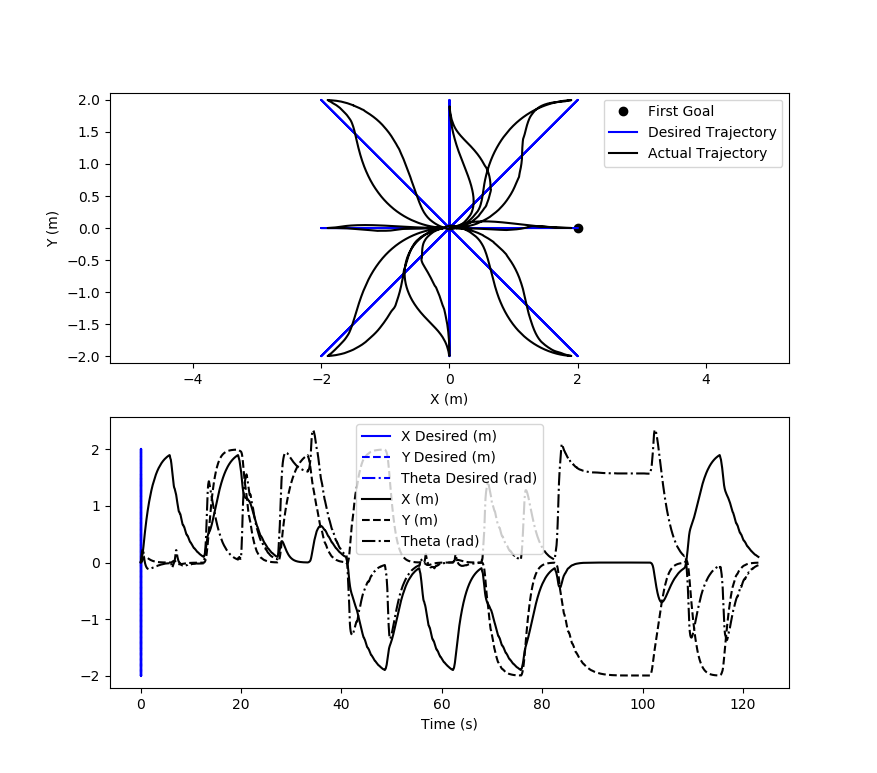 2.0
1.5
1.0
0.5
0.0
−0.5
−1.0
−1.5
−2.0
Y (m)
First Goal
Desired Trajectory
Actual Trajectory
−4 −2 0 2 4
X (m)
2
1
0
−1
−2
X Desired (m)
Y Desired (m)
Theta Desired (rad)
X (m)
Y (m)
Theta (rad)
0 20 40 60 80 100 120
Time (s)